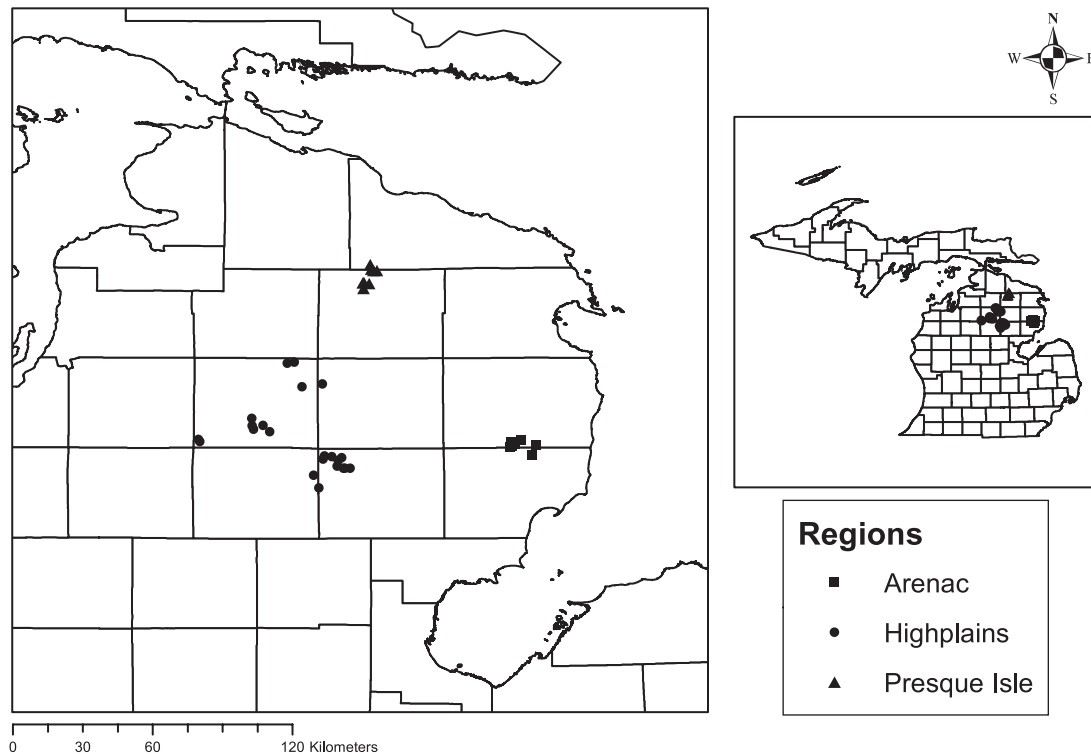 N
W E
S
Regions
Arenac
Highplains
Presque Isle
0 30 60 120 Kilometers